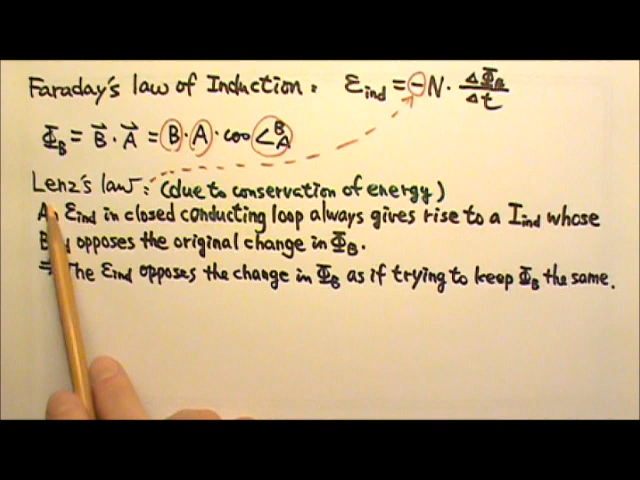 Faraday's law of Induction: εind = -N · ΔΦB/Δt
ΦB = B⃗ · A⃗ = B · A · cos∠BA
Lenz's law: (due to conservation of energy)
εind in closed conducting loop always gives rise to a Iind whose
opposes the original change in ΦB.
⇒ The εind opposes the change in ΦB as if trying to keep ΦB the same.